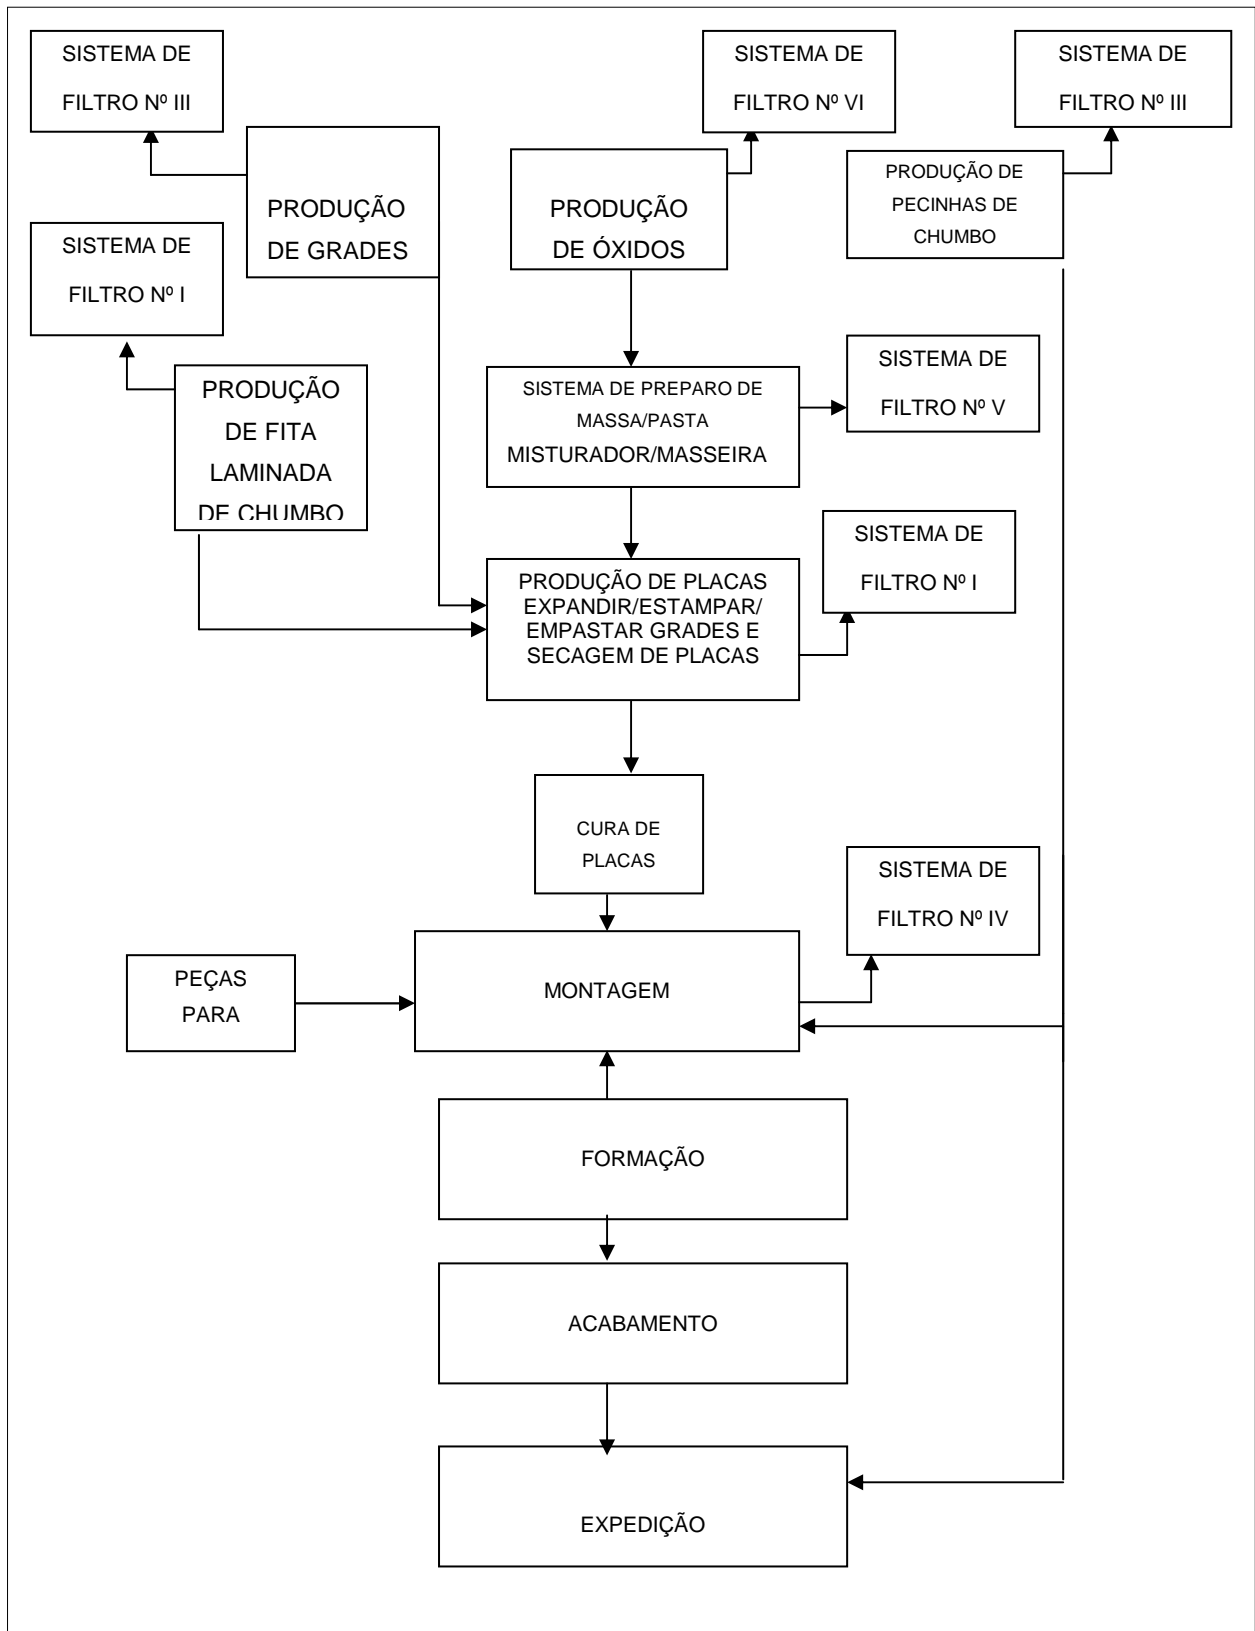 SISTEMA DE
FILTRO Nº III
SISTEMA DE
FILTRO Nº VI
SISTEMA DE
FILTRO Nº III
PRODUÇÃO
DE GRADES
PRODUÇÃO
DE ÓXIDOS
PRODUÇÃO DE
PECINHAS DE
CHUMBO
SISTEMA DE
FILTRO Nº I
PRODUÇÃO
DE FITA
LAMINADA
DE CHUMBO
SISTEMA DE PREPARO DE
MASSA/PASTA
MISTURADOR/MASSEIRA
SISTEMA DE
FILTRO Nº V
PRODUÇÃO DE PLACAS
EXPANDIR/ESTAMPAR/
EMPASTAR GRADES E
SECAGEM DE PLACAS
SISTEMA DE
FILTRO Nº I
CURA DE
PLACAS
SISTEMA DE
FILTRO Nº IV
PEÇAS
PARA
MONTAGEM
FORMAÇÃO
ACABAMENTO
EXPEDIÇÃO